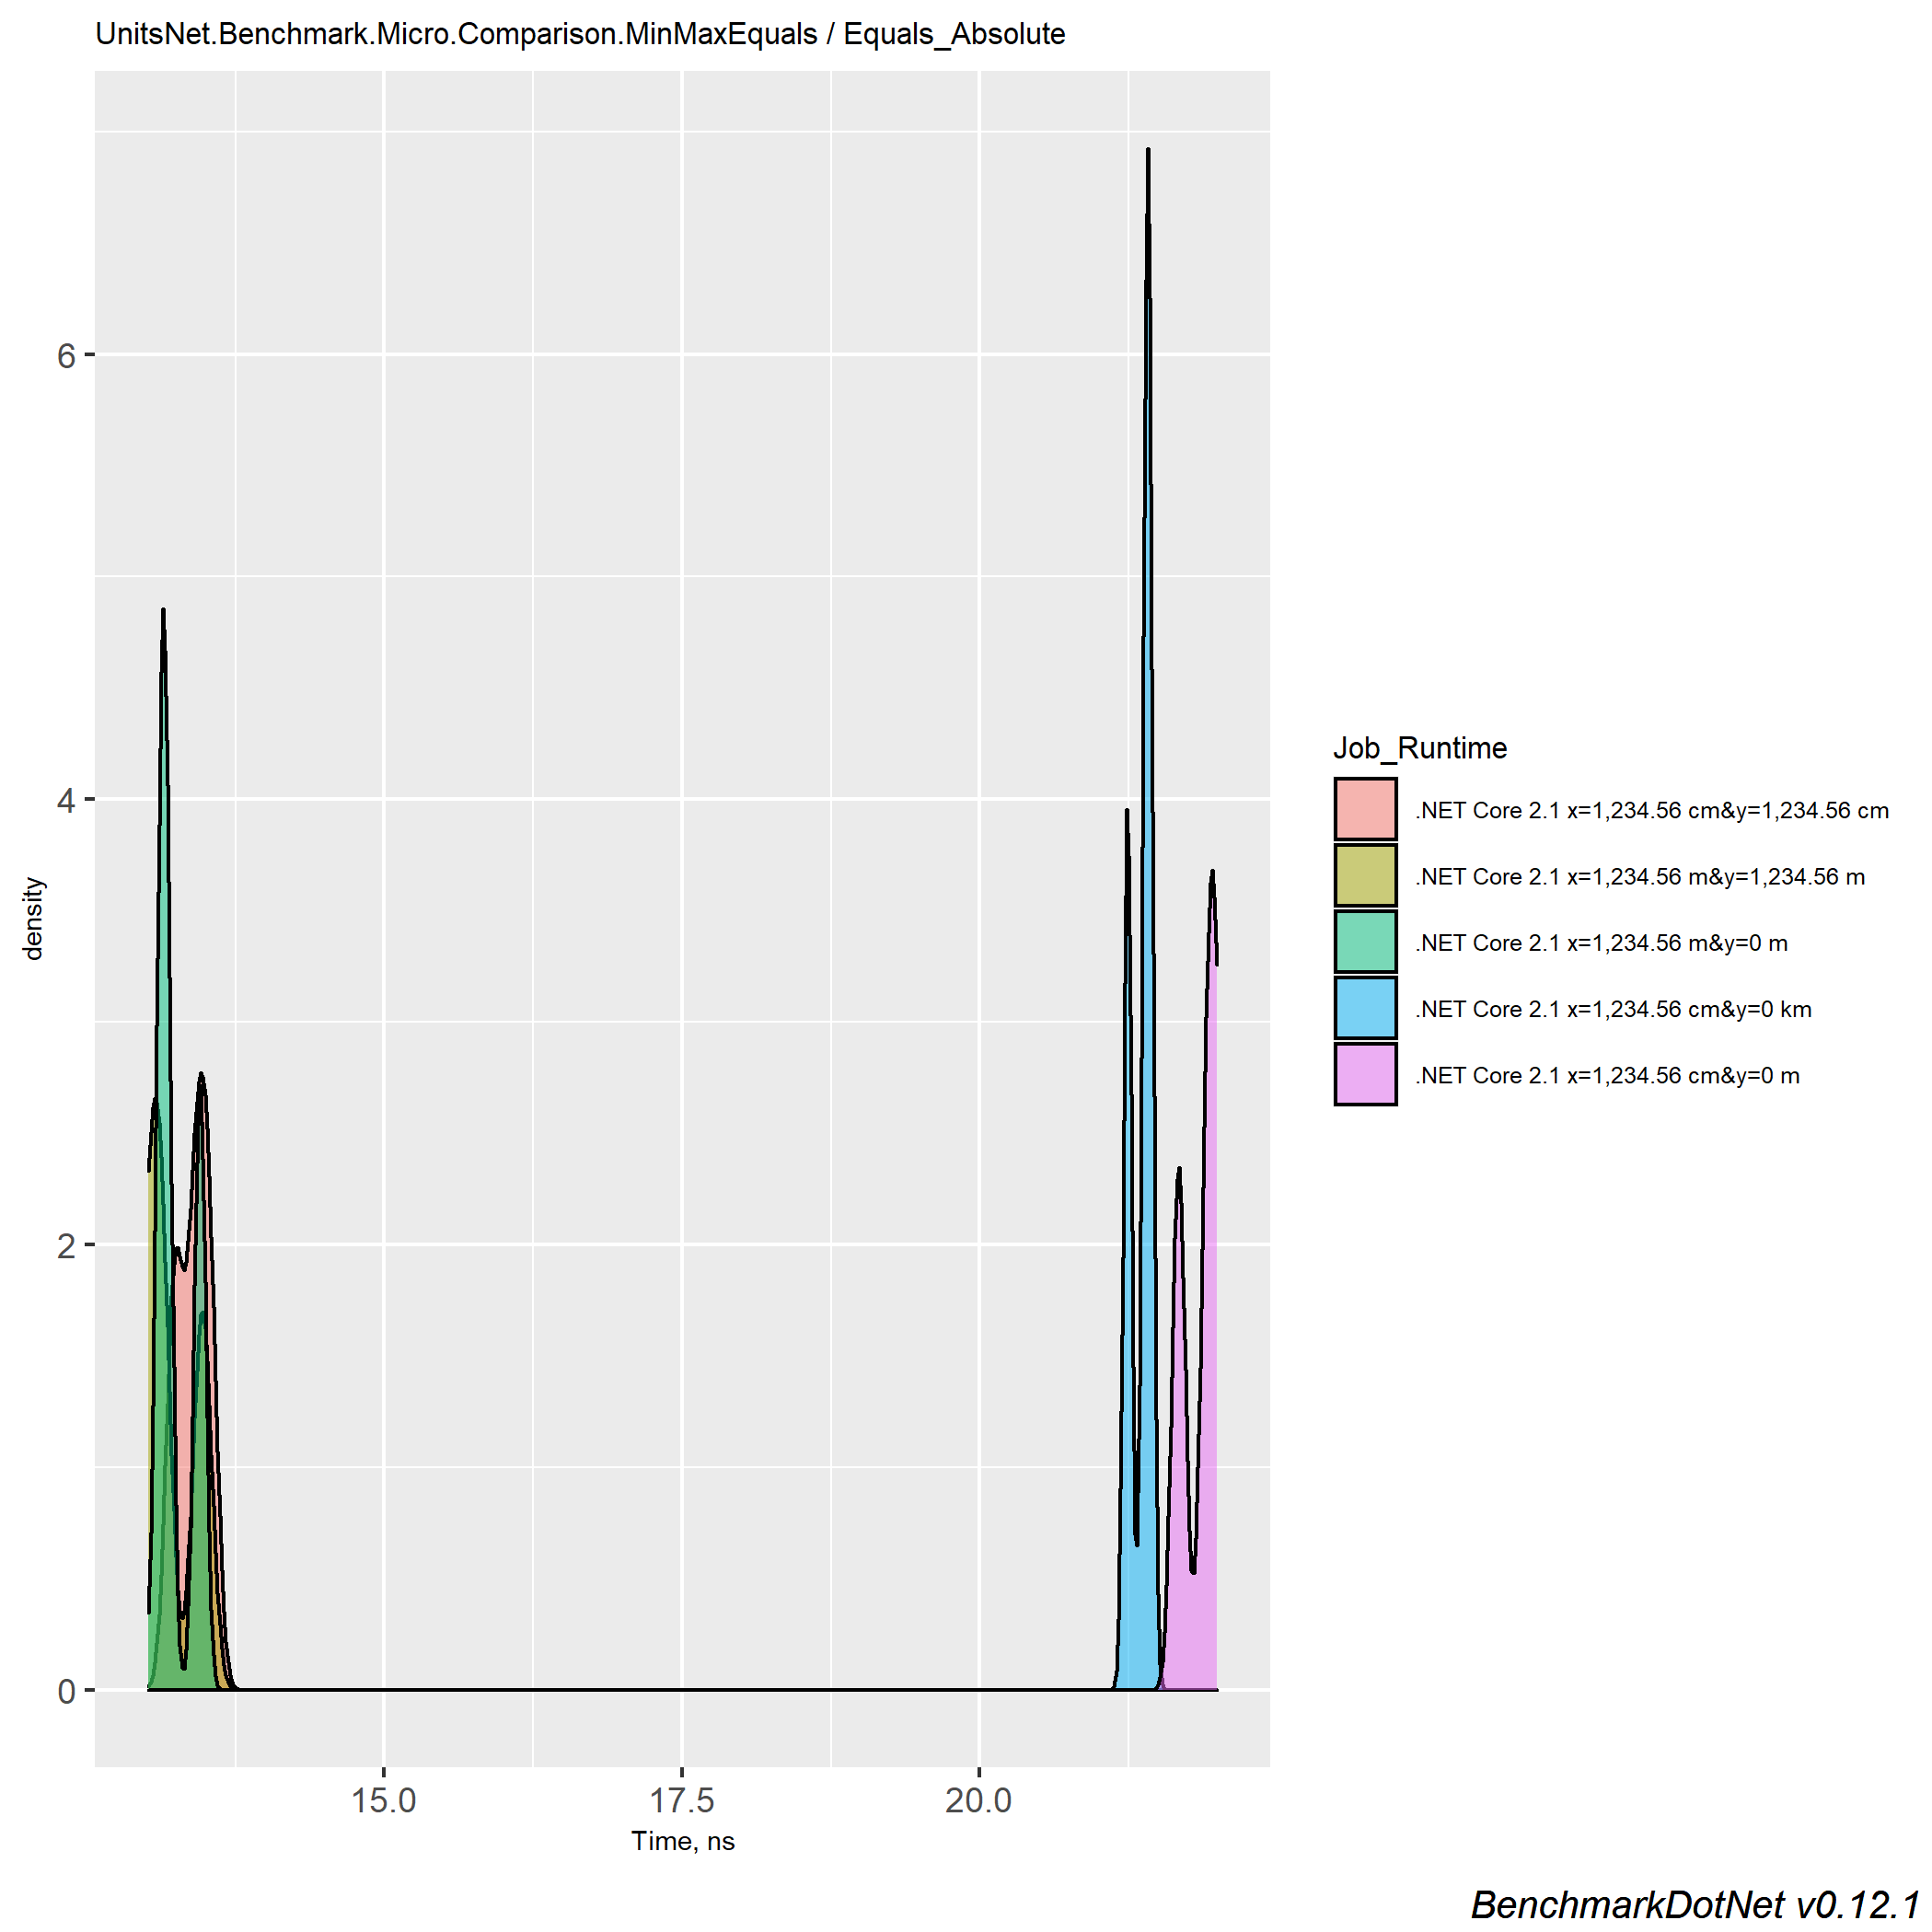 UnitsNet.Benchmark.Micro.Comparison.MinMaxEquals / Equals_Absolute
6
4
2
0
density
15.0 17.5 20.0
Time, ns
Job_Runtime
.NET Core 2.1 x=1,234.56 cm&y=1,234.56 cm
.NET Core 2.1 x=1,234.56 m&y=1,234.56 m
.NET Core 2.1 x=1,234.56 m&y=0 m
.NET Core 2.1 x=1,234.56 cm&y=0 km
.NET Core 2.1 x=1,234.56 cm&y=0 m
BenchmarkDotNet v0.12.1